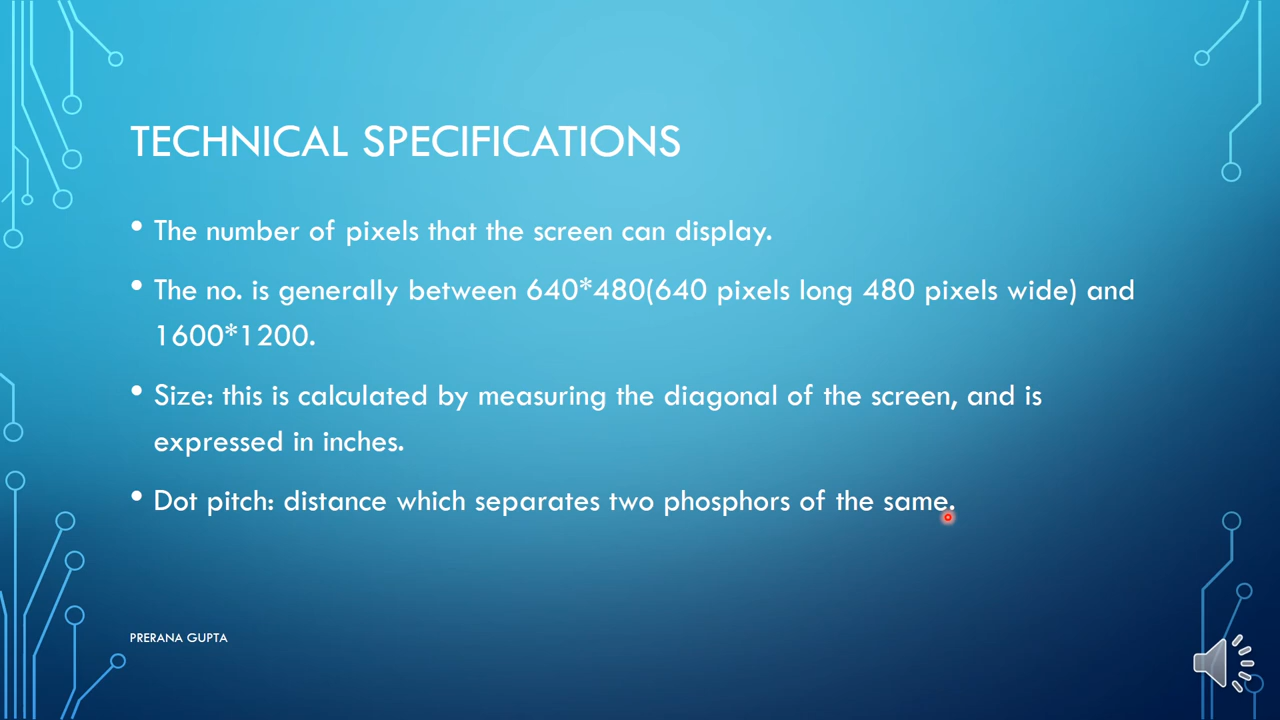 TECHNICAL SPECIFICATIONS
• The number of pixels that the screen can display.
• The no. is generally between 640*480(640 pixels long 480 pixels wide) and
1600*1200.
• Size: this is calculated by measuring the diagonal of the screen, and is
expressed in inches.
• Dot pitch: distance which separates two phosphors of the same.
PRERANA GUPTA